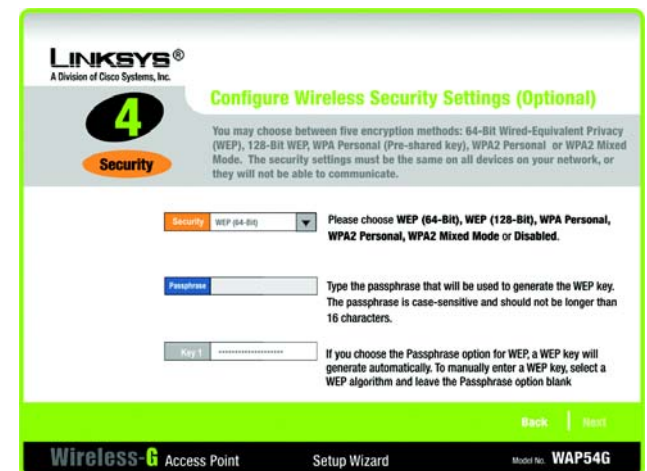 LINKSYS®
A Division of Cisco Systems, Inc.
4
Security
Configure Wireless Security Settings (Optional)
You may choose between five encryption methods: 64-Bit Wired-Equivalent Privacy
(WEP), 128-Bit WEP, WPA Personal (Pre-shared key), WPA2 Personal or WPA2 Mixed
Mode. The security settings must be the same on all devices on your network, or
they will not be able to communicate.
Security WEP (64-Bit)
Please choose WEP (64-Bit), WEP (128-Bit), WPA Personal,
WPA2 Personal, WPA2 Mixed Mode or Disabled.
Passphrase
Type the passphrase that will be used to generate the WEP key.
The passphrase is case-sensitive and should not be longer than
16 characters.
Key 1 ********************
If you choose the Passphrase option for WEP, a WEP key will
generate automatically. To manually enter a WEP key, select a
WEP algorithm and leave the Passphrase option blank
Back | Next
Wireless-G Access Point Setup Wizard Model No. WAP54G